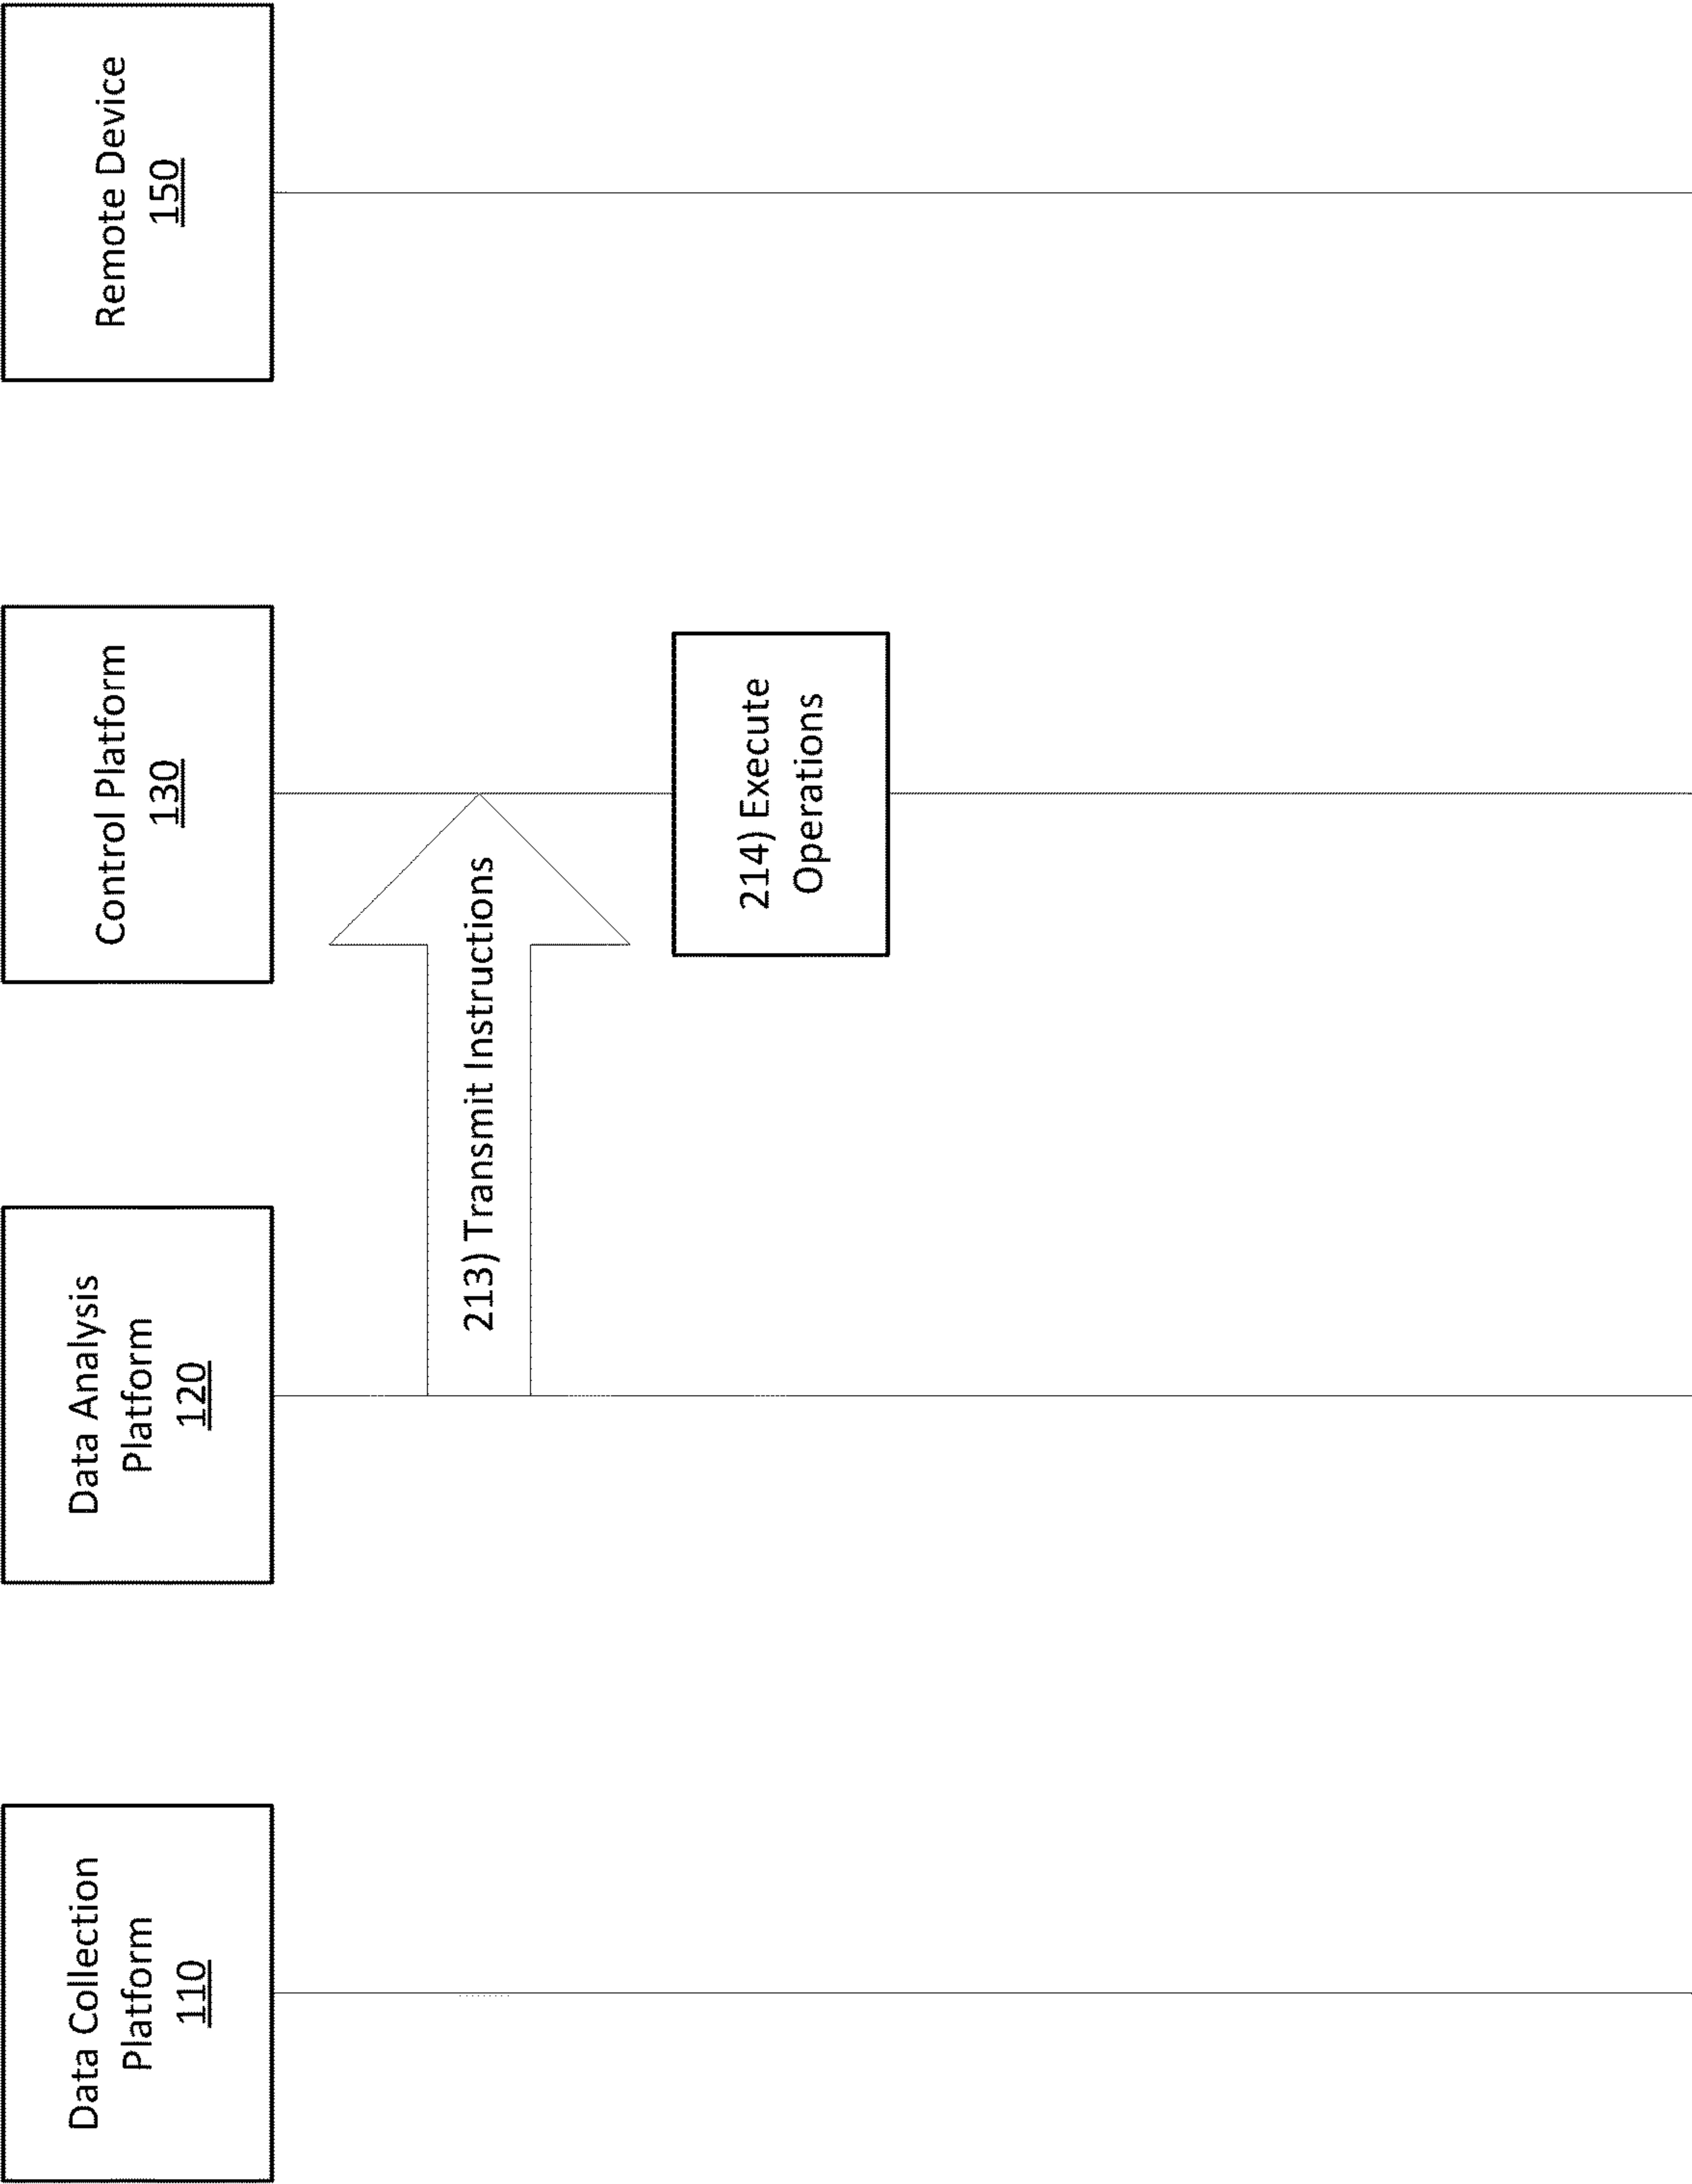 Data Collection
Platform
110
Data Analysis
Platform
120
Control Platform
130
Remote Device
150
213) Transmit Instructions
214) Execute
Operations